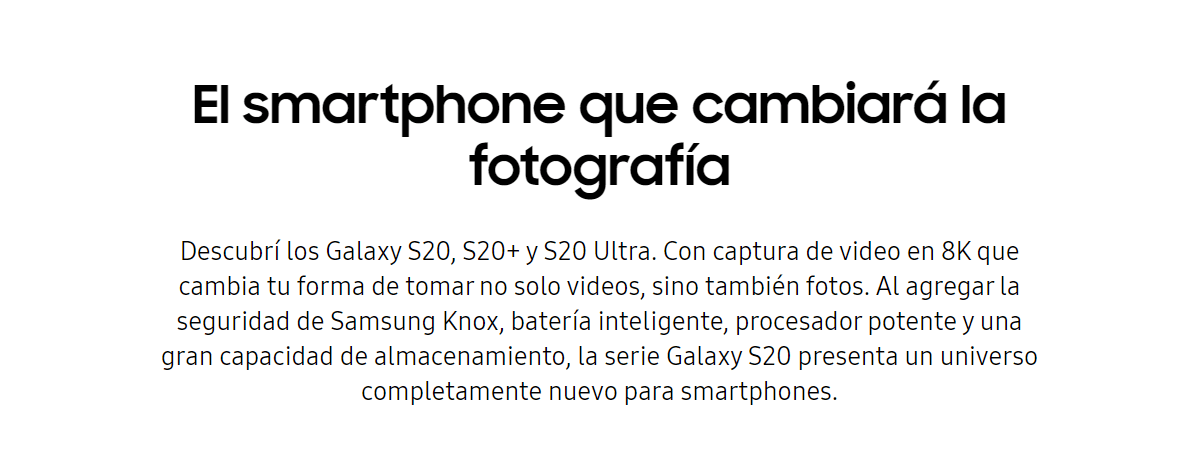 El smartphone que cambiará la
fotografía
Descubrí los Galaxy S20, S20+ y S20 Ultra. Con captura de video en 8K que
cambia tu forma de tomar no solo videos, sino también fotos. Al agregar la
seguridad de Samsung Knox, batería inteligente, procesador potente y una
gran capacidad de almacenamiento, la serie Galaxy S20 presenta un universo
completamente nuevo para smartphones.